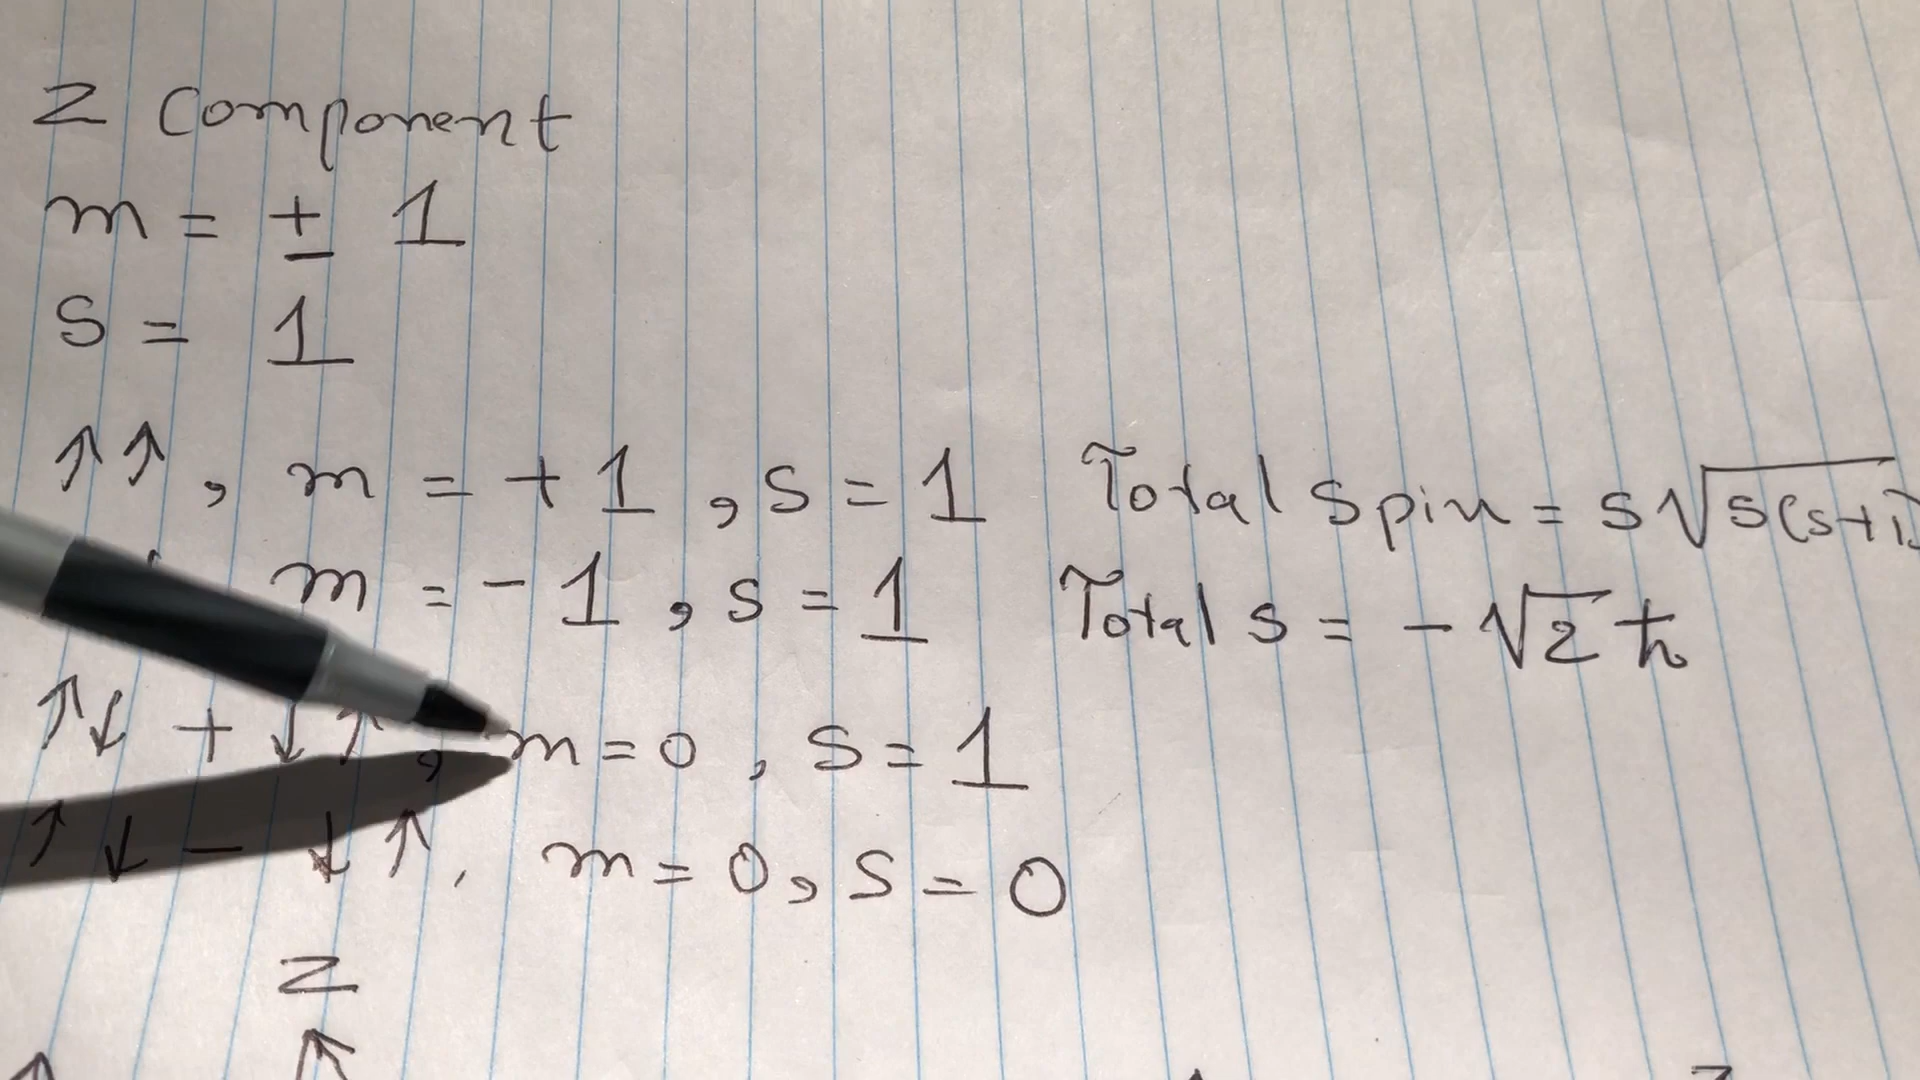 Z Component
m = ± 1
S = 1
↑↑, m = +1, s = 1 Total Spin = s√s(s+1)
m = -1, s = 1 Total s = -√2 ħ
↑↓ + ↓↑, m = 0, S = 1
↑↓ - ↓↑, m = 0, S = 0
Z